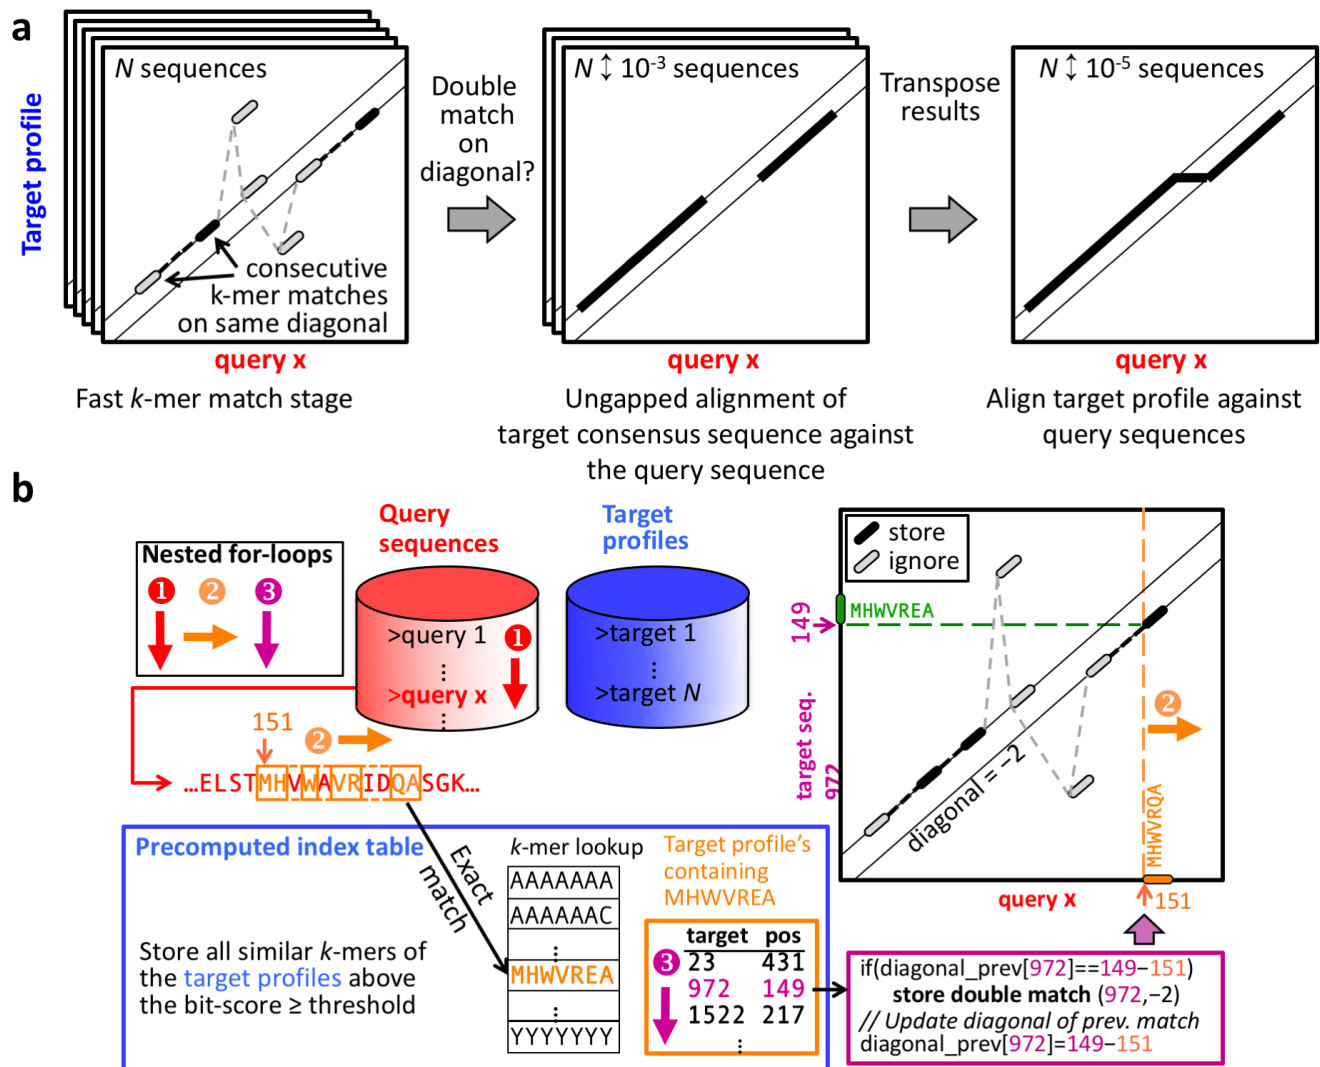 a
Target profile
N sequences
consecutive
k-mer matches
on same diagonal
query x
Fast k-mer match stage
Double
match
on
diagonal?
N ↕ 10-3 sequences
query x
Ungapped alignment of
target consensus sequence against
the query sequence
Transpose
results
N ↕ 10-5 sequences
query x
Align target profile against
query sequences
b
Nested for-loops
1 2 3
Query
sequences
>query 1
⋮
>query x
⋮
1
Target
profiles
>target 1
⋮
>target N
151
2
...ELSTMHVWAVRIDQASGK...
Exact
match
Precomputed index table
Store all similar k-mers of
the target profiles above
the bit-score ≥ threshold
k-mer lookup
AAAAAAA
AAAAAAC
⋮
MHWVREA
⋮
YYYYYYY
Target profile's
containing
MHWVREA
target pos
3
23 431
972 149
1522 217
⋮
store
ignore
MHWVREA
149
target seq.
972
diagonal = −2
2
MHWVRQA
query x
151
if(diagonal_prev[972]==149−151)
store double match (972,−2)
// Update diagonal of prev. match
diagonal_prev[972]=149−151